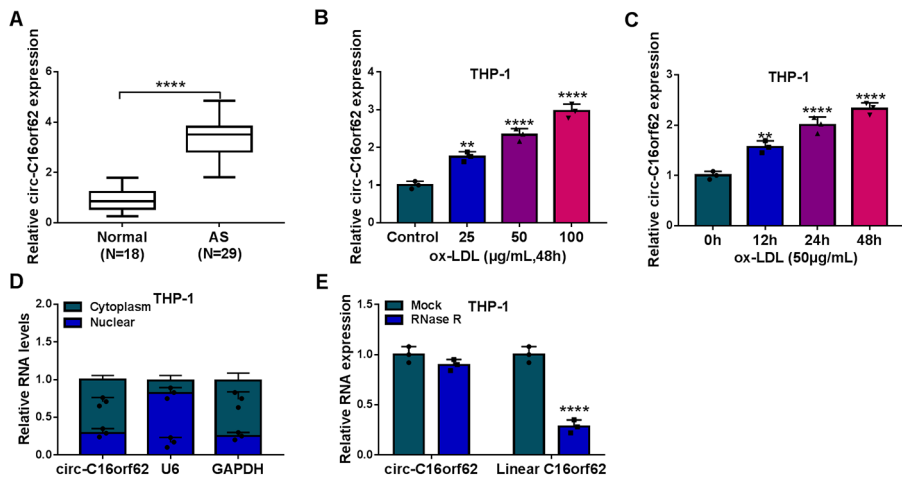 A
Relative circ-C16orf62 expression
6
4
2
0
****
Normal
(N=18)
AS
(N=29)
B
THP-1
Relative circ-C16orf62 expression
4
3
2
1
0
**
****
****
Control
25
50
100
ox-LDL (μg/mL,48h)
C
THP-1
Relative circ-C16orf62 expression
3
2
1
0
**
****
****
0h
12h
24h
48h
ox-LDL (50μg/mL)
D
THP-1
Cytoplasm
Nuclear
Relative RNA levels
2.0
1.5
1.0
0.5
0.0
circ-C16orf62
U6
GAPDH
E
THP-1
Mock
RNase R
Relative RNA expression
1.5
1.0
0.5
0.0
****
circ-C16orf62
Linear C16orf62